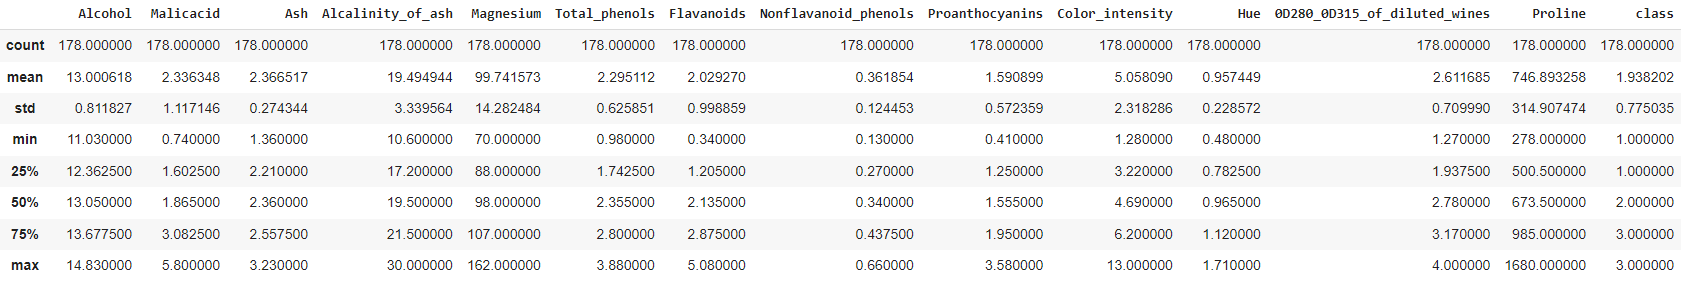 Alcohol Malicacid Ash Alcalinity_of_ash Magnesium Total_phenols Flavanoids Nonflavanoid_phenols Proanthocyanins Color_intensity Hue 0D280_0D315_of_diluted_wines Proline class
count 178.000000 178.000000 178.000000 178.000000 178.000000 178.000000 178.000000 178.000000 178.000000 178.000000 178.000000 178.000000 178.000000 178.000000
mean 13.000618 2.336348 2.366517 19.494944 99.741573 2.295112 2.029270 0.361854 1.590899 5.058090 0.957449 2.611685 746.893258 1.938202
std 0.811827 1.117146 0.274344 3.339564 14.282484 0.625851 0.998859 0.124453 0.572359 2.318286 0.228572 0.709990 314.907474 0.775035
min 11.030000 0.740000 1.360000 10.600000 70.000000 0.980000 0.340000 0.130000 0.410000 1.280000 0.480000 1.270000 278.000000 1.000000
25% 12.362500 1.602500 2.210000 17.200000 88.000000 1.742500 1.205000 0.270000 1.250000 3.220000 0.782500 1.937500 500.500000 1.000000
50% 13.050000 1.865000 2.360000 19.500000 98.000000 2.355000 2.135000 0.340000 1.555000 4.690000 0.965000 2.780000 673.500000 2.000000
75% 13.677500 3.082500 2.557500 21.500000 107.000000 2.800000 2.875000 0.437500 1.950000 6.200000 1.120000 3.170000 985.000000 3.000000
max 14.830000 5.800000 3.230000 30.000000 162.000000 3.880000 5.080000 0.660000 3.580000 13.000000 1.710000 4.000000 1680.000000 3.000000